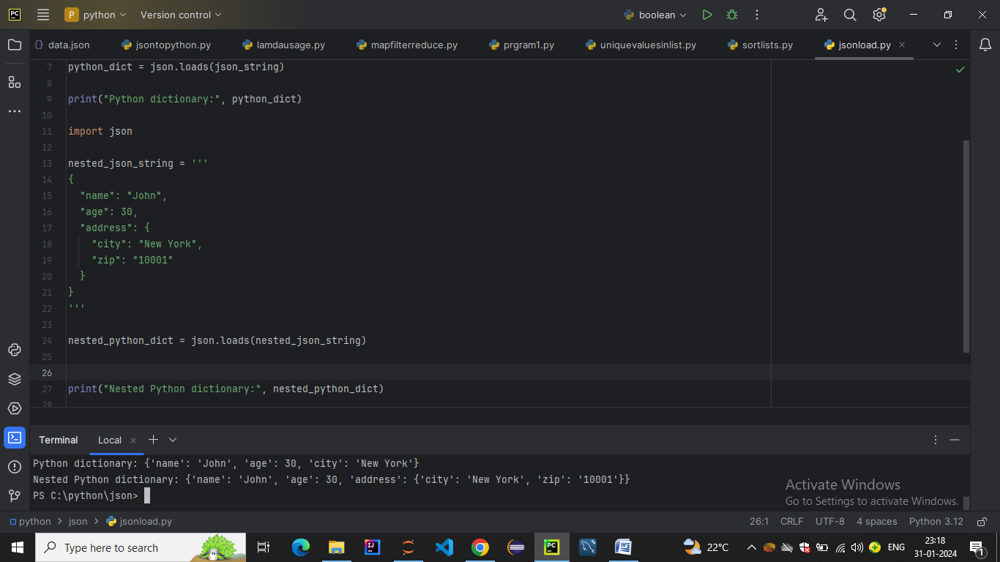 PC P python Version control boolean
data.json jsontopython.py lamdausage.py mapfilterreduce.py prgram1.py uniquevaluesinlist.py sortlists.py jsonload.py
7 python_dict = json.loads(json_string)
8
9 print("Python dictionary:", python_dict)
10
11 import json
12
13 nested_json_string = '''
14 {
15 "name": "John",
16 "age": 30,
17 "address": {
18 "city": "New York",
19 "zip": "10001"
20 }
21 }
22 '''
23
24 nested_python_dict = json.loads(nested_json_string)
25
26
27 print("Nested Python dictionary:", nested_python_dict)
28
Terminal Local
Python dictionary: {'name': 'John', 'age': 30, 'city': 'New York'}
Nested Python dictionary: {'name': 'John', 'age': 30, 'address': {'city': 'New York', 'zip': '10001'}}
PS C:\python\json>
Activate Windows
Go to Settings to activate Windows.
python > json > jsonload.py 26:1 CRLF UTF-8 4 spaces Python 3.12
Type here to search IJ PC W 22°C ENG 23:18
31-01-2024 1